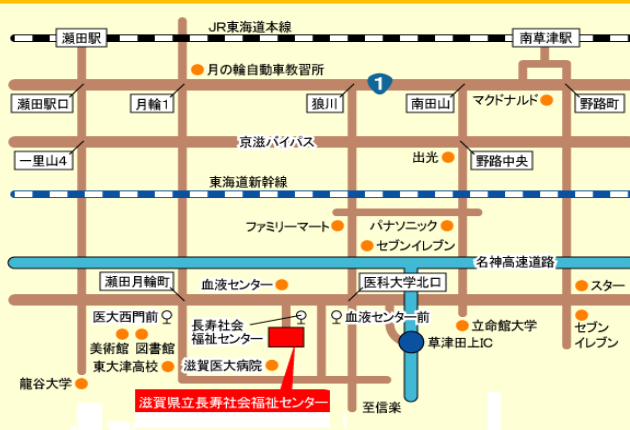 JR東海道本線
瀬田駅
南草津駅
月の輪自動車教習所
1
瀬田駅口
月輪1
狼川
南田山
マクドナルド
野路町
京滋バイパス
一里山4
出光
野路中央
東海道新幹線
ファミリーマート
パナソニック
セブンイレブン
名神高速道路
瀬田月輪町
血液センター
医科大学北口
スター
医大西門前
長寿社会
福祉センター
血液センター前
立命館大学
セブン
イレブン
美術館
図書館
草津田上IC
東大津高校
滋賀医大病院
龍谷大学
滋賀県立長寿社会福祉センター
至信楽